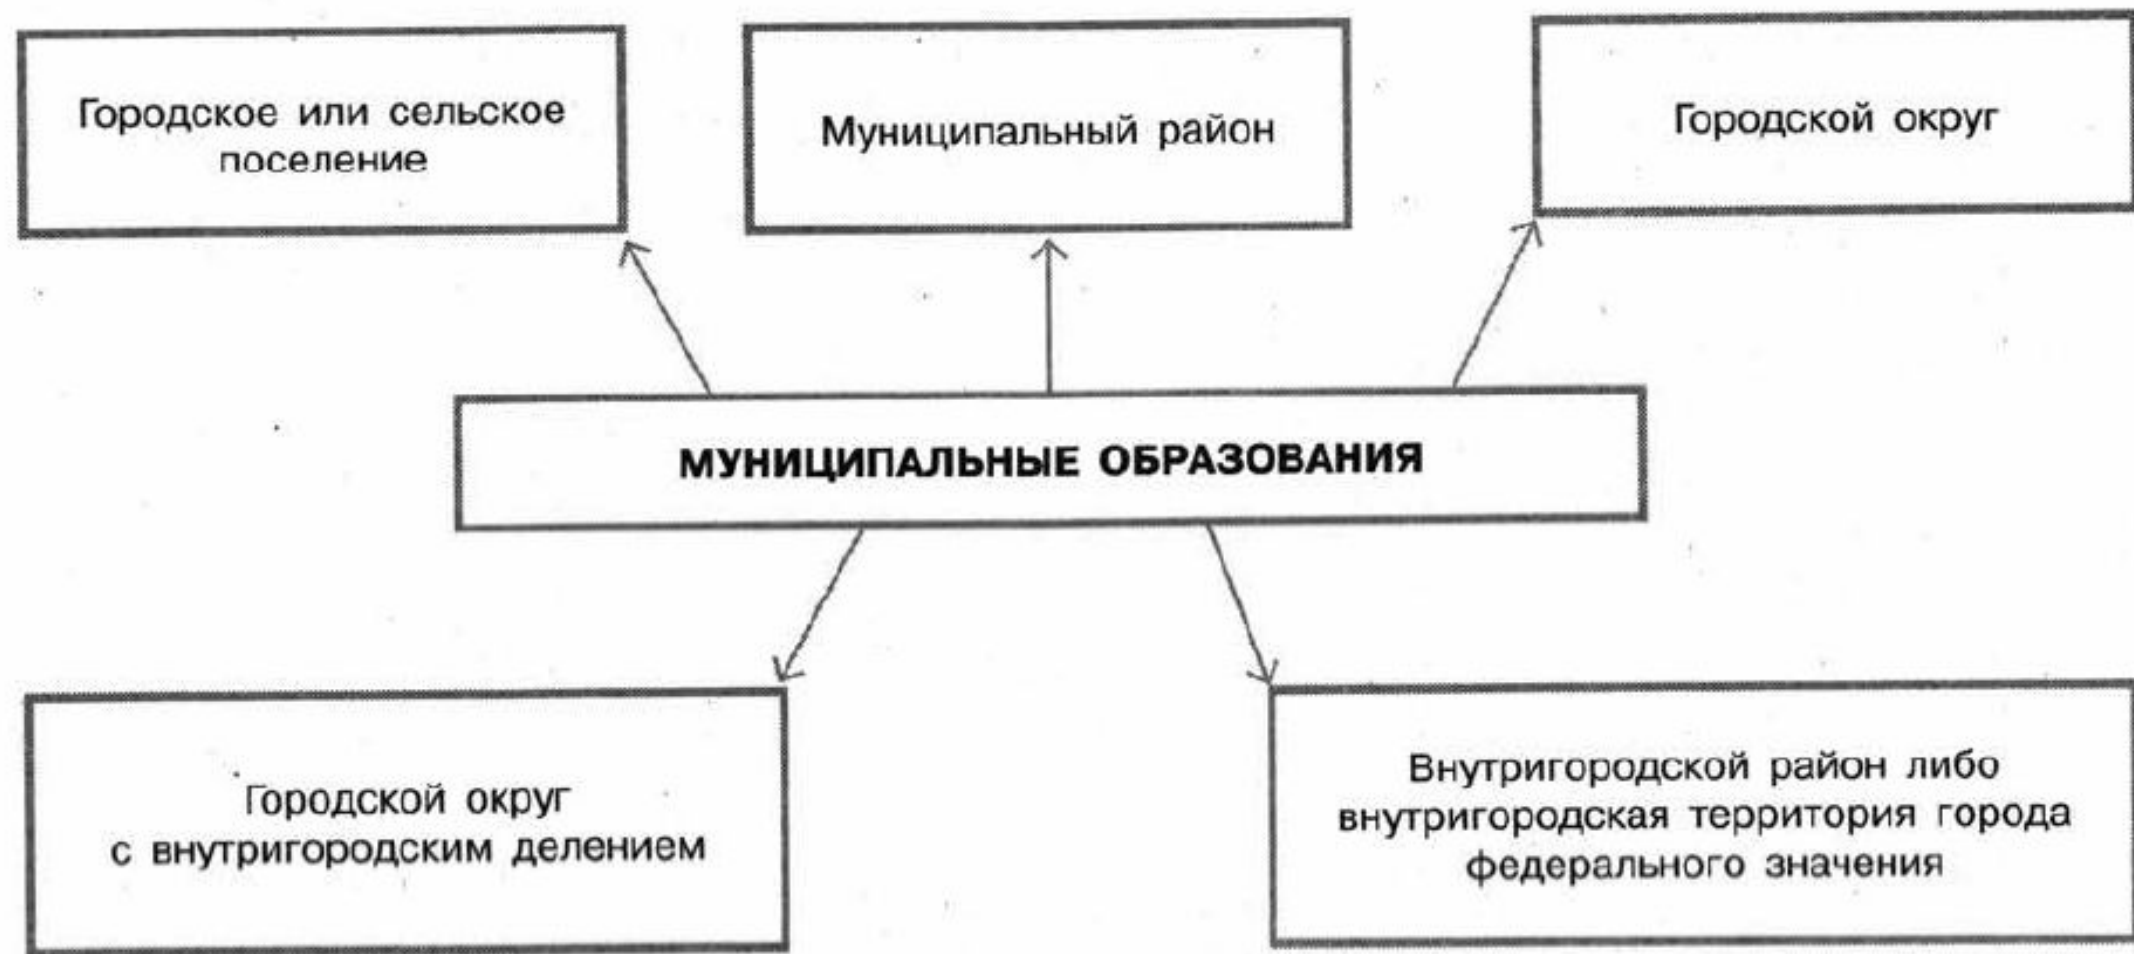 Городское или сельское
поселение
Муниципальный район
Городской округ
МУНИЦИПАЛЬНЫЕ ОБРАЗОВАНИЯ
Городской округ
с внутригородским делением
Внутригородской район либо
внутригородская территория города
федерального значения